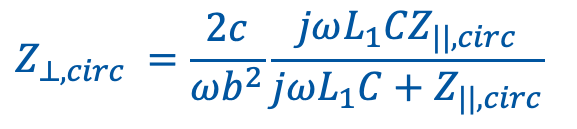 Z_{⊥,circ} = \frac{2c}{ωb^2} \frac{jωL_1CZ_{||,circ}}{jωL_1C + Z_{||,circ}}